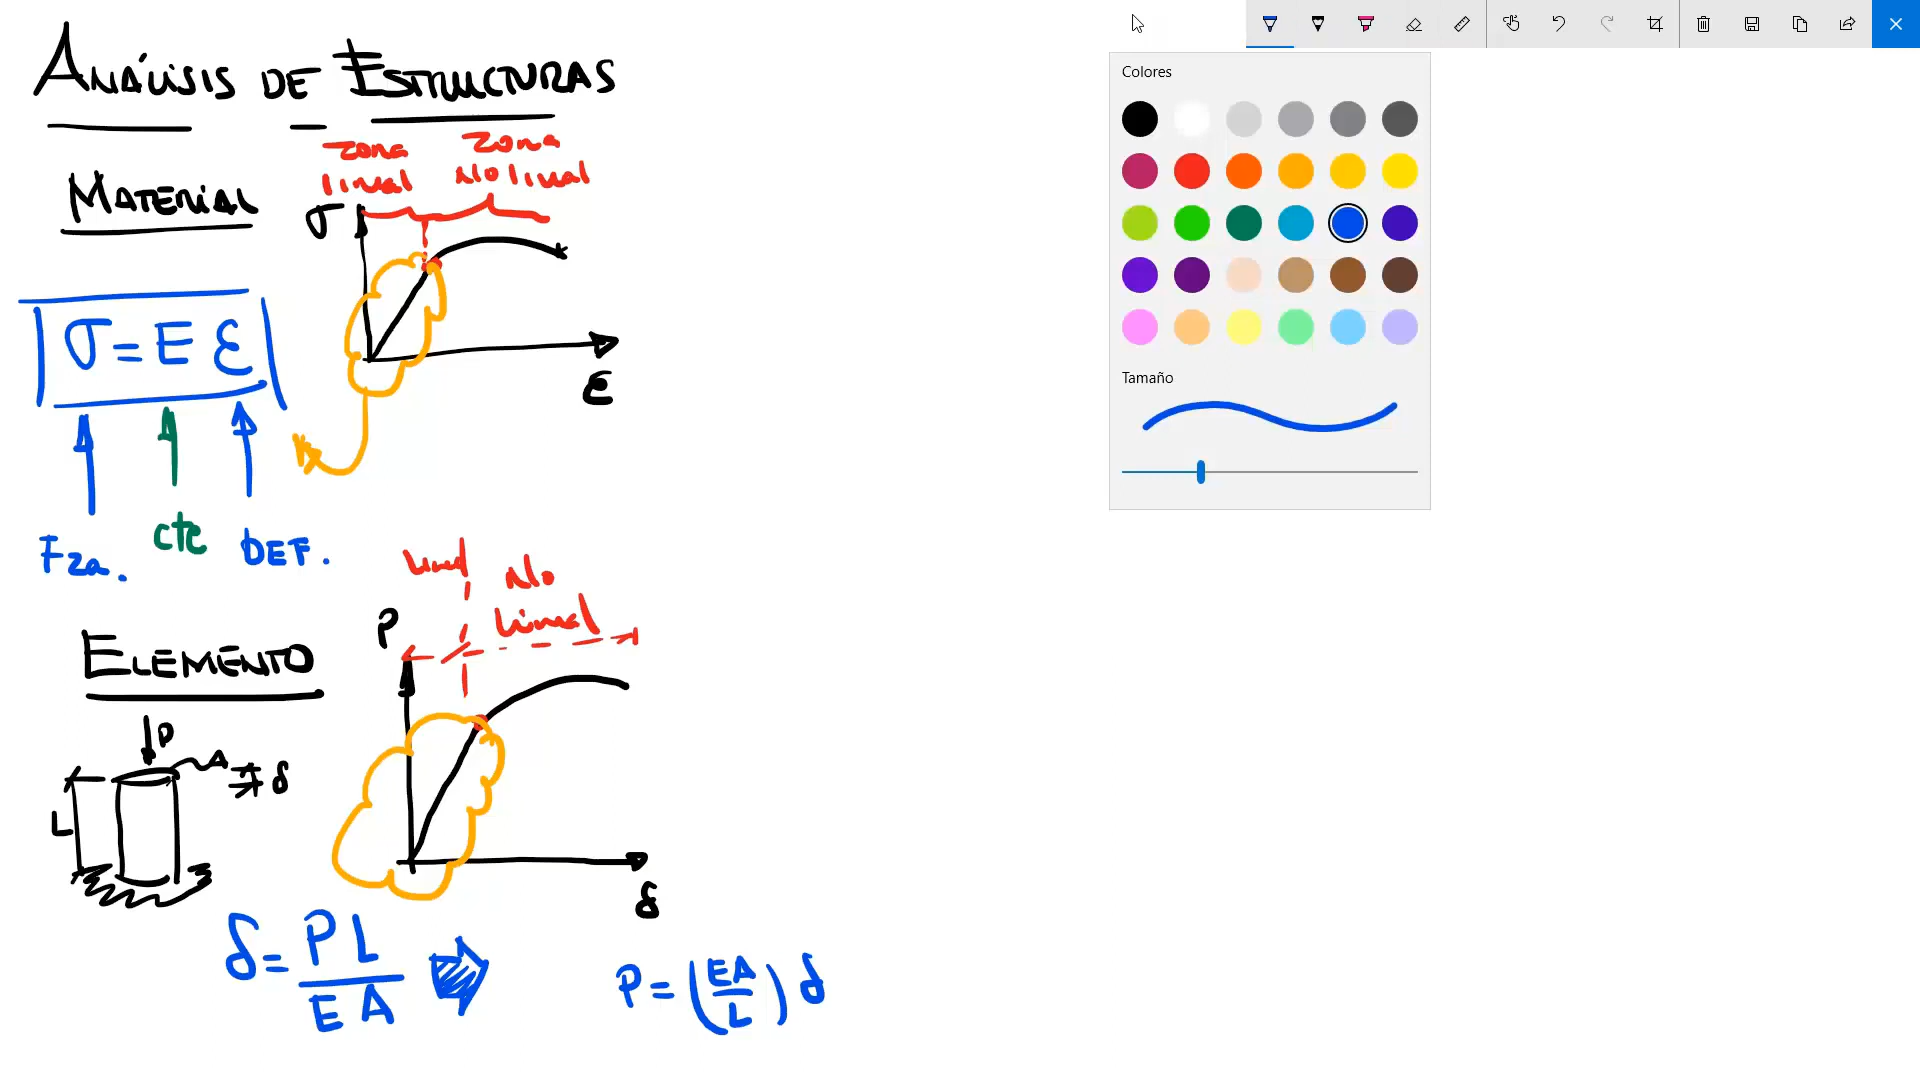 ANÁLISIS DE ESTRUCTURAS
zona lineal
zona No lineal
MATERIAL
σ
σ = E ε
ε
Fza.
cte
DEF.
lineal
No lineal
P
ELEMENTO
P
A
δ
L
δ
δ = PL / EA
P = (EA / L) δ
Colores
Tamaño